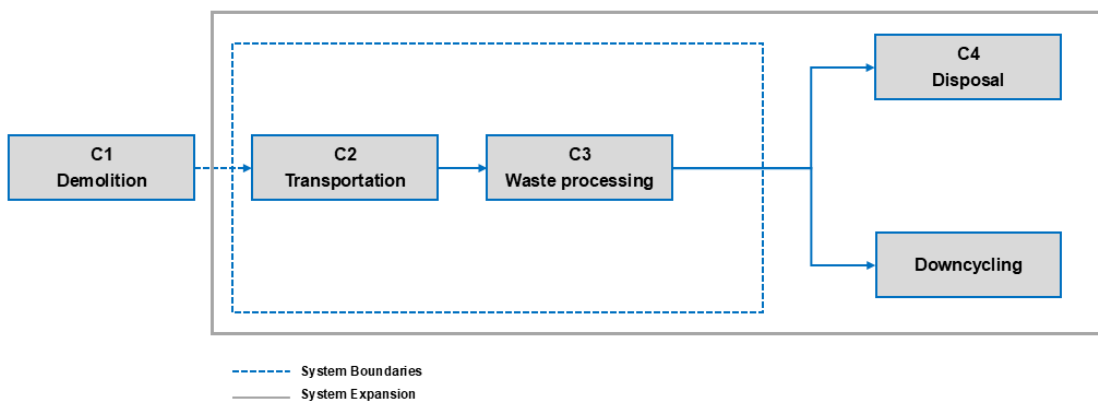 C4
Disposal
C1
Demolition
C2
Transportation
C3
Waste processing
Downcycling
System Boundaries
System Expansion